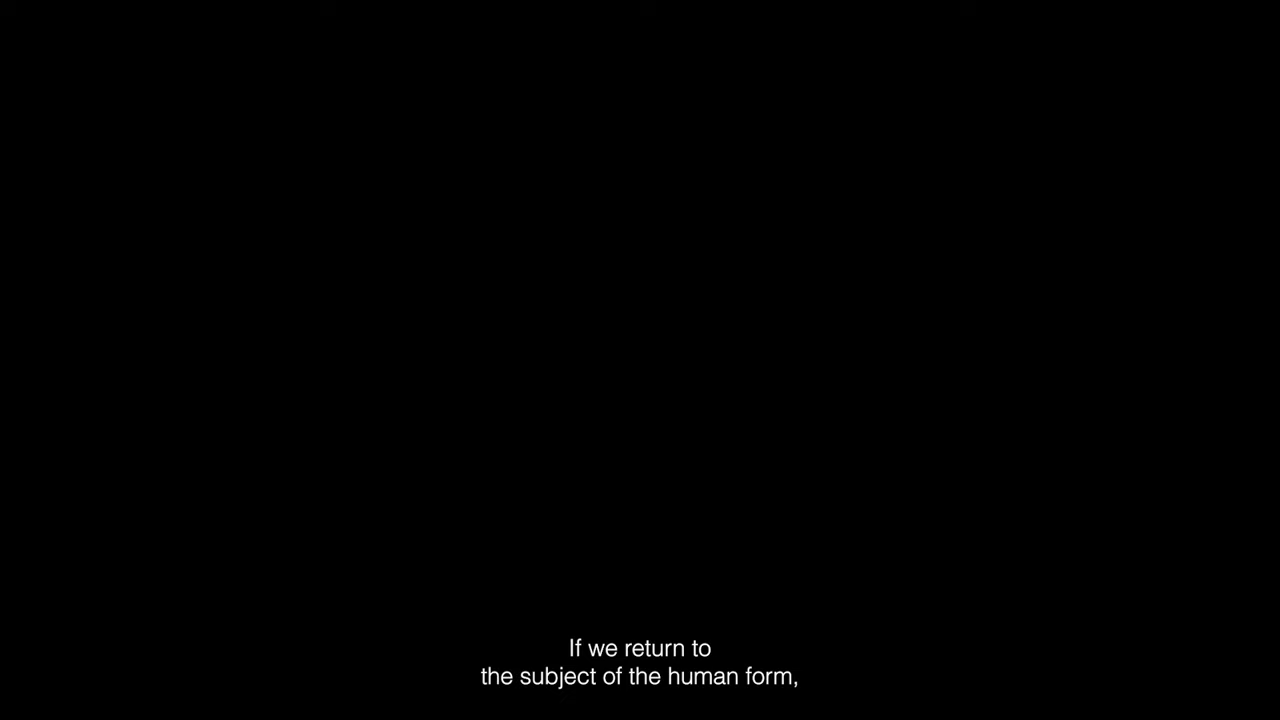 If we return to
the subject of the human form,